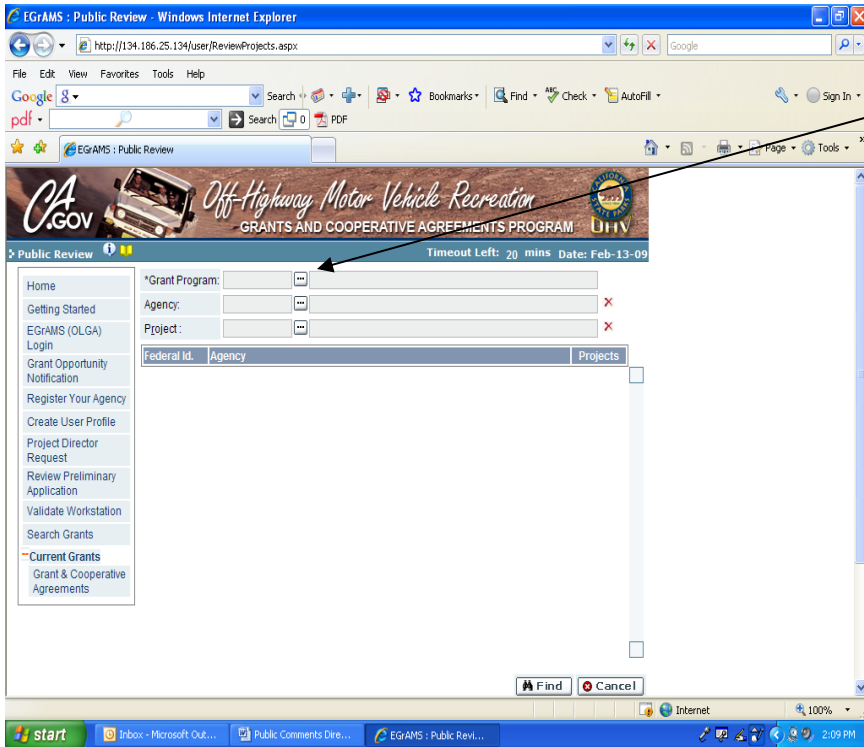 EGrAMS : Public Review - Windows Internet Explorer
http://134.186.25.134/user/ReviewProjects.aspx
Google
File Edit View Favorites Tools Help
Google Search Bookmarks Find Check AutoFill Sign In
pdf Search 0 PDF
EGrAMS : Public Review Page Tools
CA.GOV Off-Highway Motor Vehicle Recreation
GRANTS AND COOPERATIVE AGREEMENTS PROGRAM
CALIFORNIA STATE PARKS OHV
Public Review Timeout Left: 20 mins Date: Feb-13-09
Home
Getting Started
EGrAMS (OLGA)
Login
Grant Opportunity
Notification
Register Your Agency
Create User Profile
Project Director
Request
Review Preliminary
Application
Validate Workstation
Search Grants
Current Grants
Grant & Cooperative
Agreements
*Grant Program:
Agency:
Project :
Federal Id. Agency Projects
Find Cancel
Internet 100%
start Inbox - Microsoft Out... Public Comments Dire... EGrAMS : Public Revi... 2:09 PM